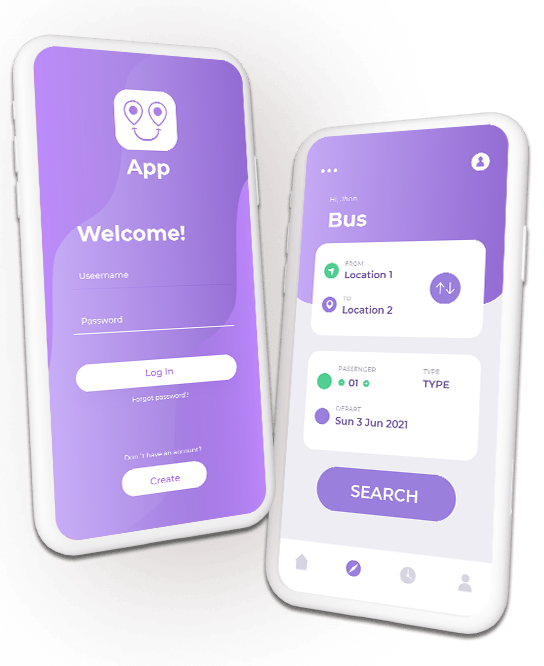 App
Welcome!
Useername
Password
Log In
Forgot password?
Don't have an account?
Create
Hi, Jhon
Bus
FROM
Location 1
TO
Location 2
PASSENGER
TYPE
01
TYPE
DEPART
Sun 3 Jun 2021
SEARCH